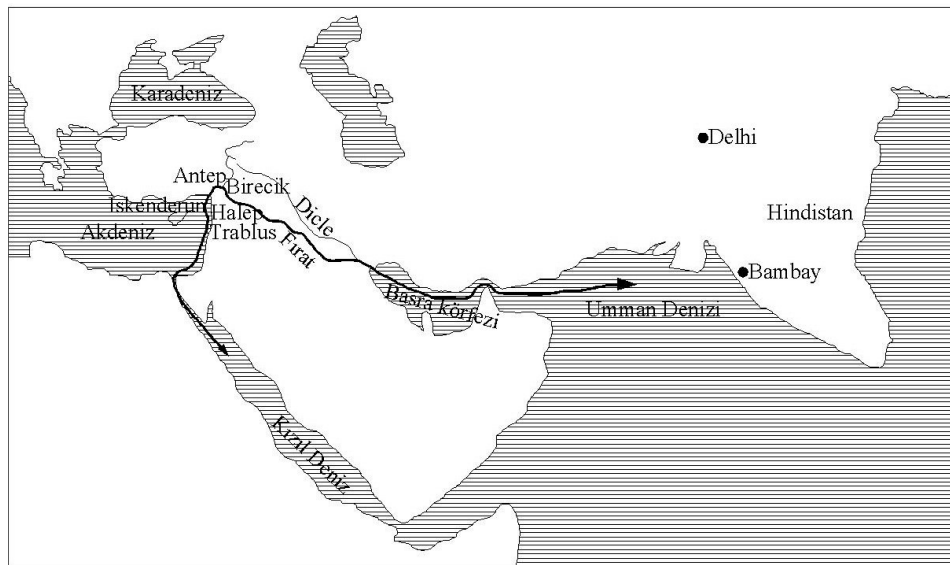 Karadeniz
Delhi
Antep
Birecik
İskenderun
Halep
Dicle
Hindistan
Akdeniz
Trablus
Fırat
Bambay
Basra körfezi
Umman Denizi
Kızıl Deniz